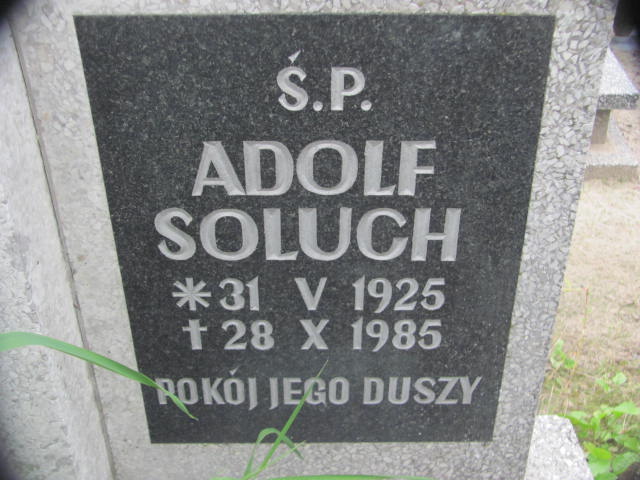 Ś.P.
ADOLF
SOLUCH
* 31 V 1925
† 28 X 1985
POKÓJ JEGO DUSZY